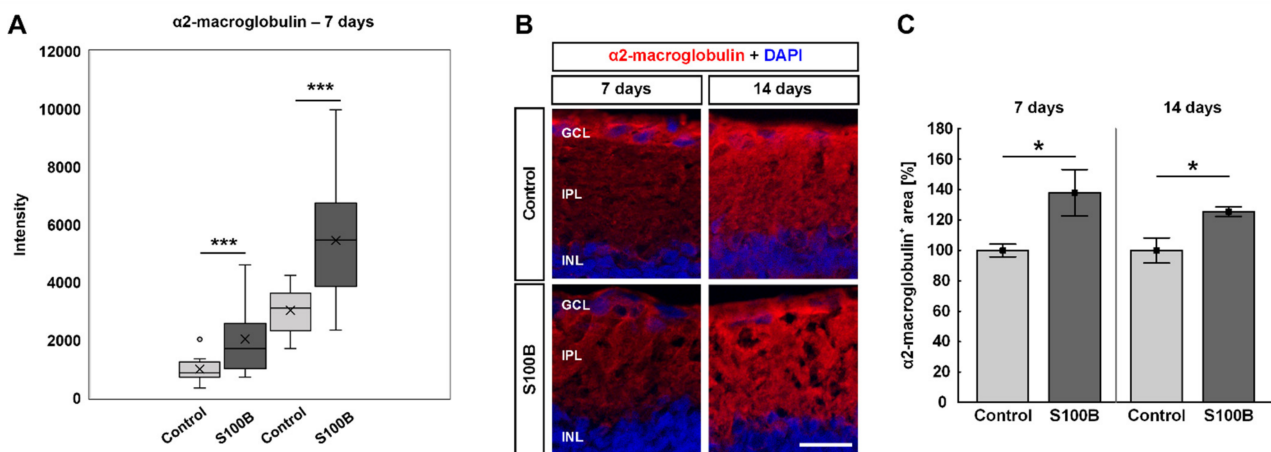 A
α2-macroglobulin – 7 days
12000
10000
8000
6000
4000
2000
0
Intensity
***
***
Control
S100B
Control
S100B
B
α2-macroglobulin + DAPI
7 days
14 days
Control
GCL
IPL
INL
S100B
GCL
IPL
INL
C
7 days
14 days
180
160
140
120
100
80
60
40
20
0
α2-macroglobulin⁺ area [%]
*
*
Control
S100B
Control
S100B